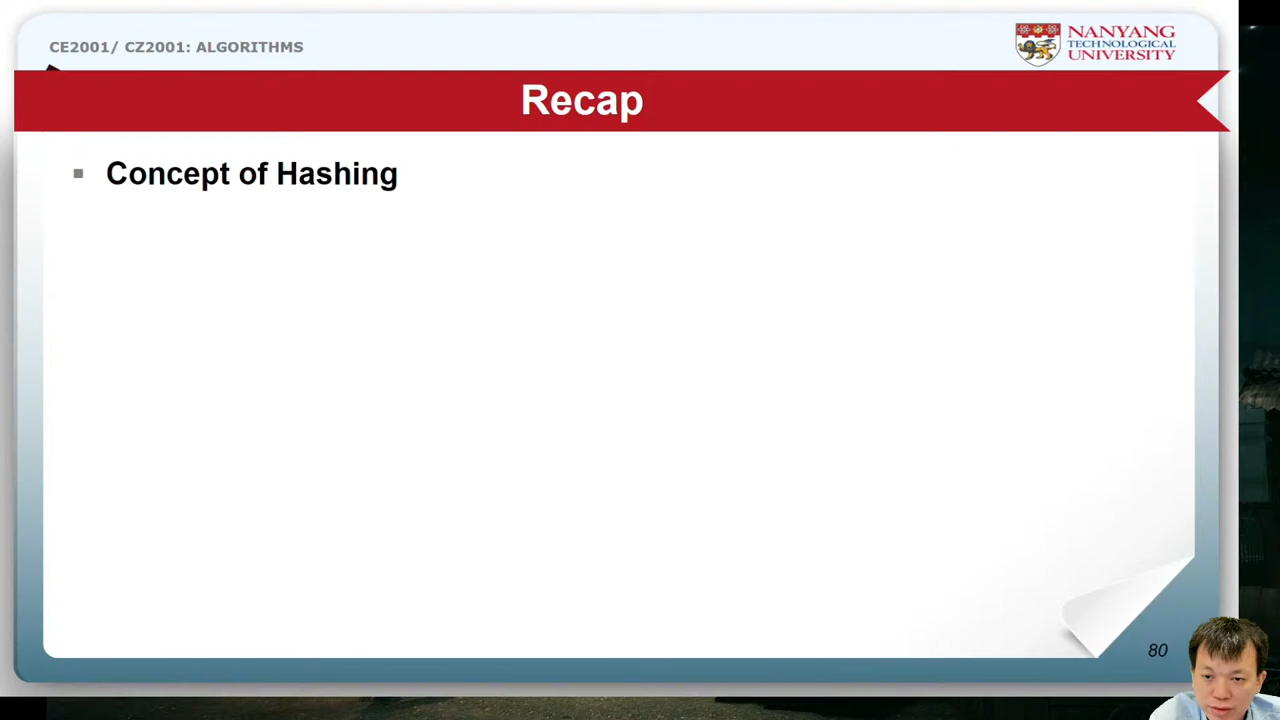 CE2001/ CZ2001: ALGORITHMS
NANYANG
TECHNOLOGICAL
UNIVERSITY
Recap
Concept of Hashing
80